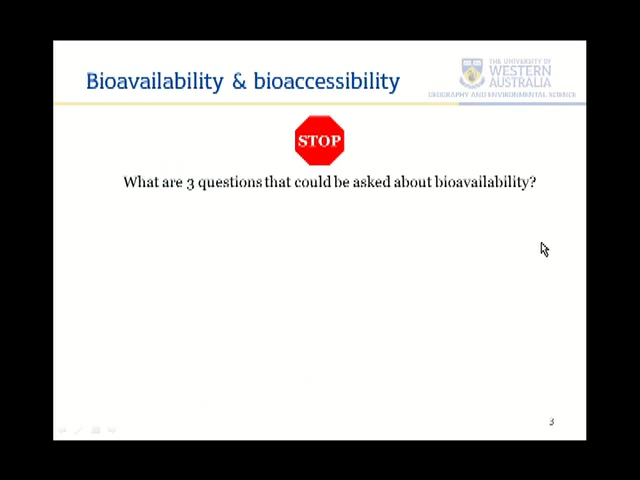 Bioavailability & bioaccessibility
THE UNIVERSITY OF
WESTERN
AUSTRALIA
GEOGRAPHY AND ENVIRONMENTAL SCIENCE
STOP
What are 3 questions that could be asked about bioavailability?
3